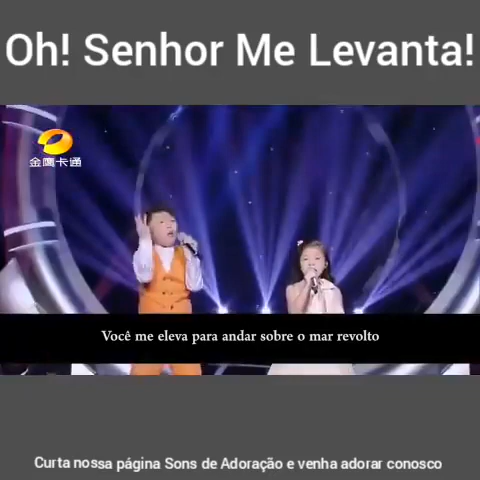 Oh! Senhor Me Levanta!
金鹰卡通
Você me eleva para andar sobre o mar revolto
Curta nossa página Sons de Adoração e venha adorar conosco